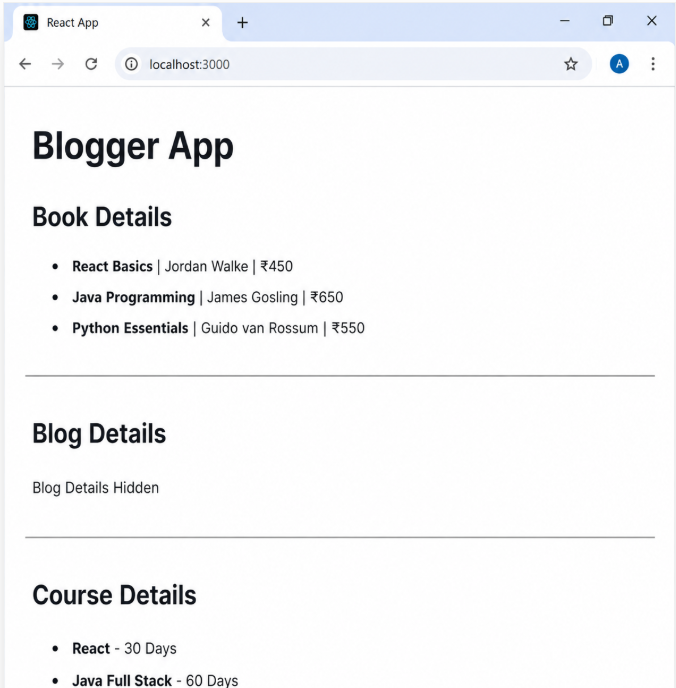 React App
localhost:3000
A
Blogger App
Book Details
• React Basics | Jordan Walke | ₹450
• Java Programming | James Gosling | ₹650
• Python Essentials | Guido van Rossum | ₹550
Blog Details
Blog Details Hidden
Course Details
• React - 30 Days
• Java Full Stack - 60 Days